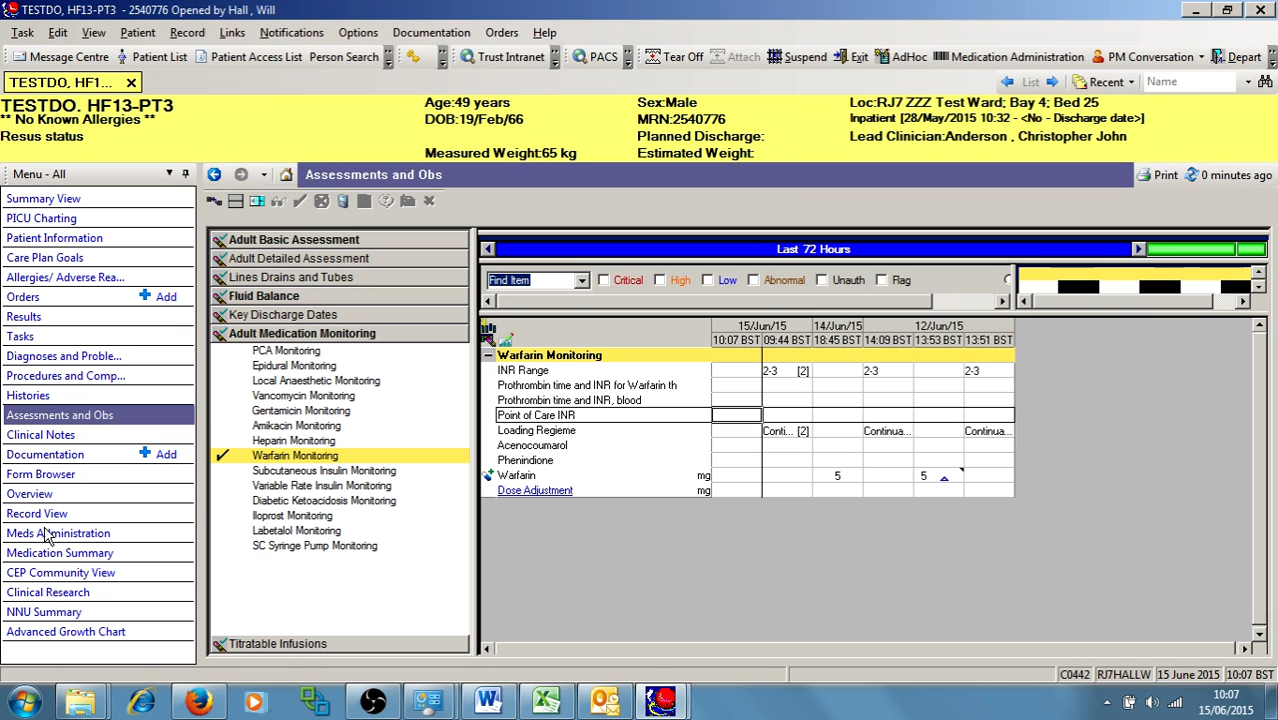 TESTDO, HF13-PT3 - 2540776 Opened by Hall , Will
Task Edit View Patient Record Links Notifications Options Documentation Orders Help
Message Centre Patient List Patient Access List Person Search Trust Intranet PACS Tear Off Attach Suspend Exit AdHoc Medication Administration PM Conversation Depart
TESTDO, HF1... List Recent Name
TESTDO. HF13-PT3 Age:49 years Sex:Male Loc:RJ7 ZZZ Test Ward; Bay 4; Bed 25
** No Known Allergies ** DOB:19/Feb/66 MRN:2540776 Inpatient [28/May/2015 10:32 - <No - Discharge date>]
Resus status Planned Discharge: Lead Clinician:Anderson , Christopher John
Measured Weight:65 kg Estimated Weight:
Menu - All
Summary View
PICU Charting
Patient Information
Care Plan Goals
Allergies/ Adverse Rea...
Orders Add
Results
Tasks
Diagnoses and Proble...
Procedures and Comp...
Histories
Assessments and Obs
Clinical Notes
Documentation Add
Form Browser
Overview
Record View
Meds Administration
Medication Summary
CEP Community View
Clinical Research
NNU Summary
Advanced Growth Chart
Assessments and Obs Print 0 minutes ago
Adult Basic Assessment
Adult Detailed Assessment
Lines Drains and Tubes
Fluid Balance
Key Discharge Dates
Adult Medication Monitoring
PCA Monitoring
Epidural Monitoring
Local Anaesthetic Monitoring
Vancomycin Monitoring
Gentamicin Monitoring
Amikacin Monitoring
Heparin Monitoring
Warfarin Monitoring
Subcutaneous Insulin Monitoring
Variable Rate Insulin Monitoring
Diabetic Ketoacidosis Monitoring
Iloprost Monitoring
Labetalol Monitoring
SC Syringe Pump Monitoring
Titratable Infusions
Last 72 Hours
Find Item Critical High Low Abnormal Unauth Flag
15/Jun/15 14/Jun/15 12/Jun/15
10:07 BST 09:44 BST 18:45 BST 14:09 BST 13:53 BST 13:51 BST
Warfarin Monitoring
INR Range 2-3 [2] 2-3 2-3
Prothrombin time and INR for Warfarin th
Prothrombin time and INR, blood
Point of Care INR
Loading Regieme Conti... [2] Continua... Continua...
Acenocoumarol
Phenindione
Warfarin mg 5 5
Dose Adjustment mg
C0442 RJ7HALLW 15 June 2015 10:07 BST
10:07
15/06/2015